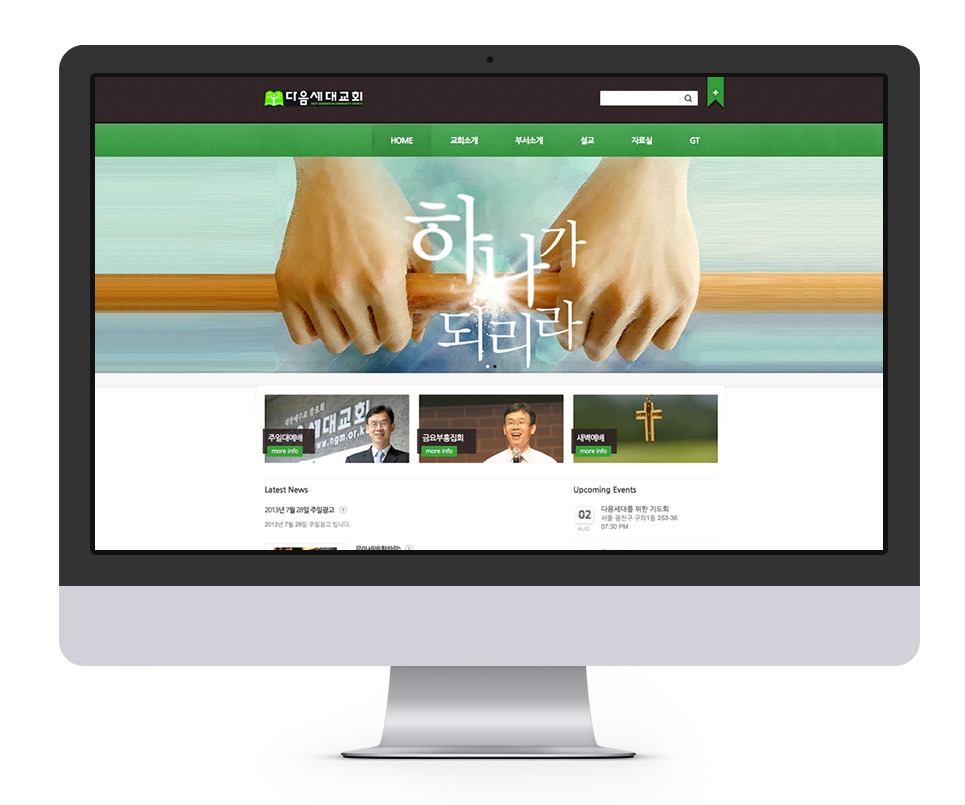 다음세대교회
NEXT GENERATION COMMUNITY CHURCH
HOME 교회소개 부서소개 설교 자료실 GT
하나가
되리라
대한예수교 장로회
세대교회
www.ngm.or.k
주일대예배
more info
금요부흥집회
more info
새벽예배
more info
Latest News
2013년 7월 28일 주일광고
2013년 7월 28일 주일광고 입니다.
Upcoming Events
02
AUG
다음세대를 위한 기도회
서울 광진구 구의1동 253-36
07:30 PM